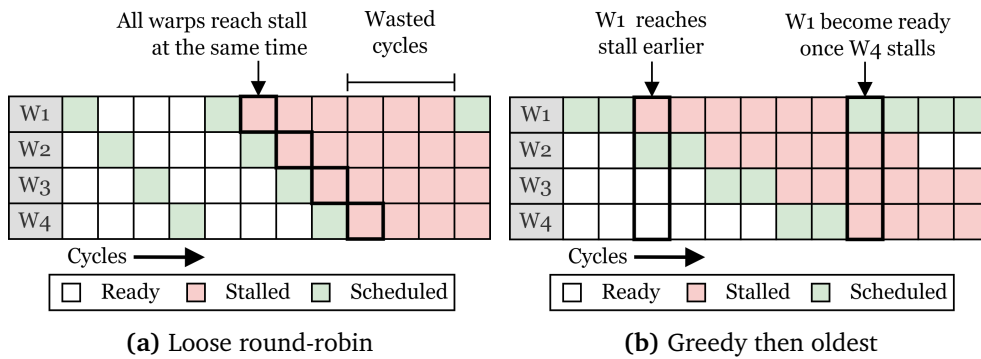 All warps reach stall
at the same time
Wasted
cycles
W1
W2
W3
W4
Cycles
Ready
Stalled
Scheduled
(a) Loose round-robin
W1 reaches
stall earlier
W1 become ready
once W4 stalls
W1
W2
W3
W4
Cycles
Ready
Stalled
Scheduled
(b) Greedy then oldest